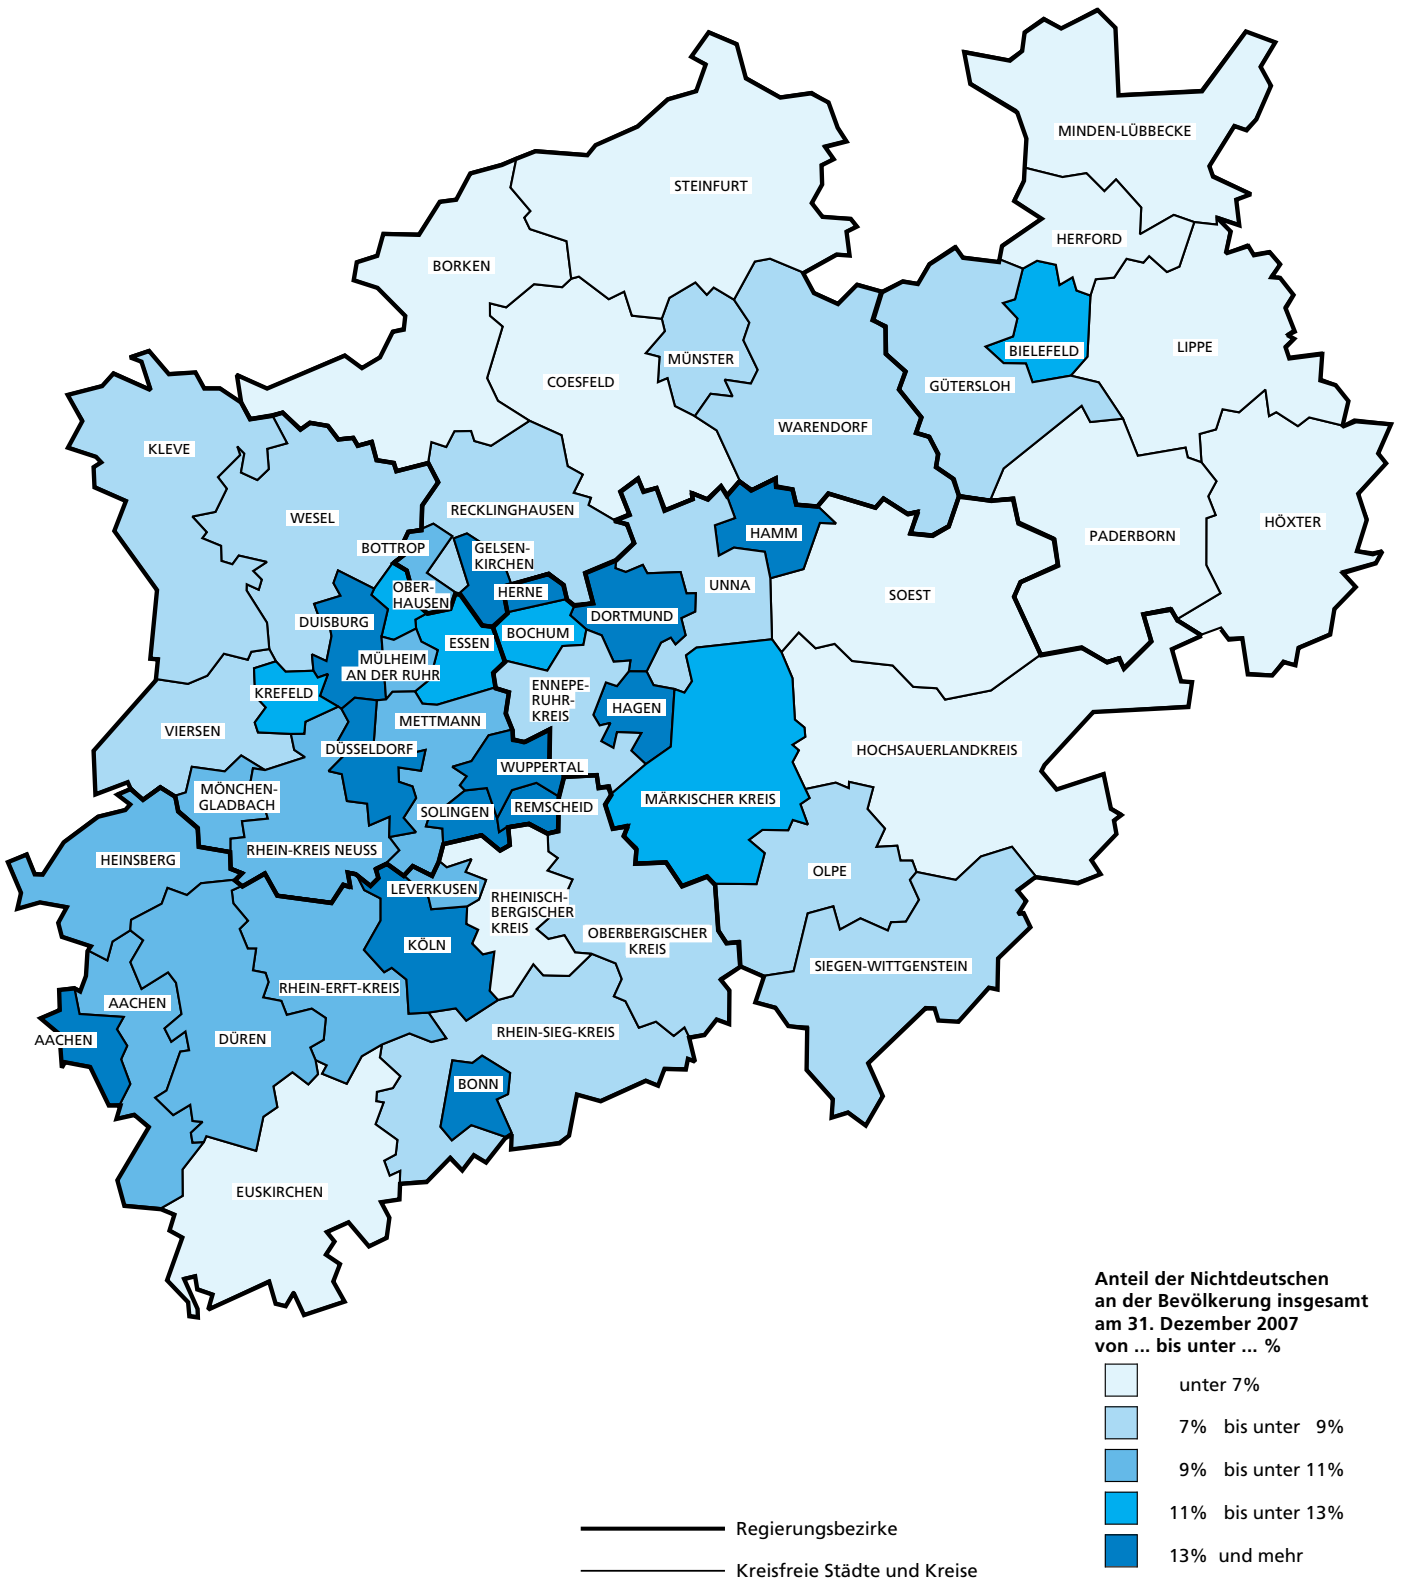 MINDEN-LÜBBECKE
STEINFURT
HERFORD
BORKEN
LIPPE
BIELEFELD
MÜNSTER
COESFELD
GÜTERSLOH
WARENDORF
KLEVE
RECKLINGHAUSEN
WESEL
HÖXTER
HAMM
PADERBORN
BOTTROP
GELSEN-
KIRCHEN
UNNA
OBER-
HAUSEN
HERNE
SOEST
DORTMUND
DUISBURG
BOCHUM
ESSEN
MÜLHEIM
AN DER RUHR
KREFELD
ENNEPE-
RUHR-
KREIS
HAGEN
METTMANN
VIERSEN
DÜSSELDORF
HOCHSAUERLANDKREIS
WUPPERTAL
MÖNCHEN-
GLADBACH
MÄRKISCHER KREIS
REMSCHEID
SOLINGEN
RHEIN-KREIS NEUSS
HEINSBERG
OLPE
LEVERKUSEN
RHEINISCH-
BERGISCHER
KREIS
OBERBERGISCHER
KREIS
KÖLN
SIEGEN-WITTGENSTEIN
RHEIN-ERFT-KREIS
AACHEN
RHEIN-SIEG-KREIS
AACHEN
DÜREN
BONN
EUSKIRCHEN
Anteil der Nichtdeutschen
an der Bevölkerung insgesamt
am 31. Dezember 2007
von ... bis unter ... %
unter 7%
7% bis unter 9%
9% bis unter 11%
11% bis unter 13%
13% und mehr
Regierungsbezirke
Kreisfreie Städte und Kreise